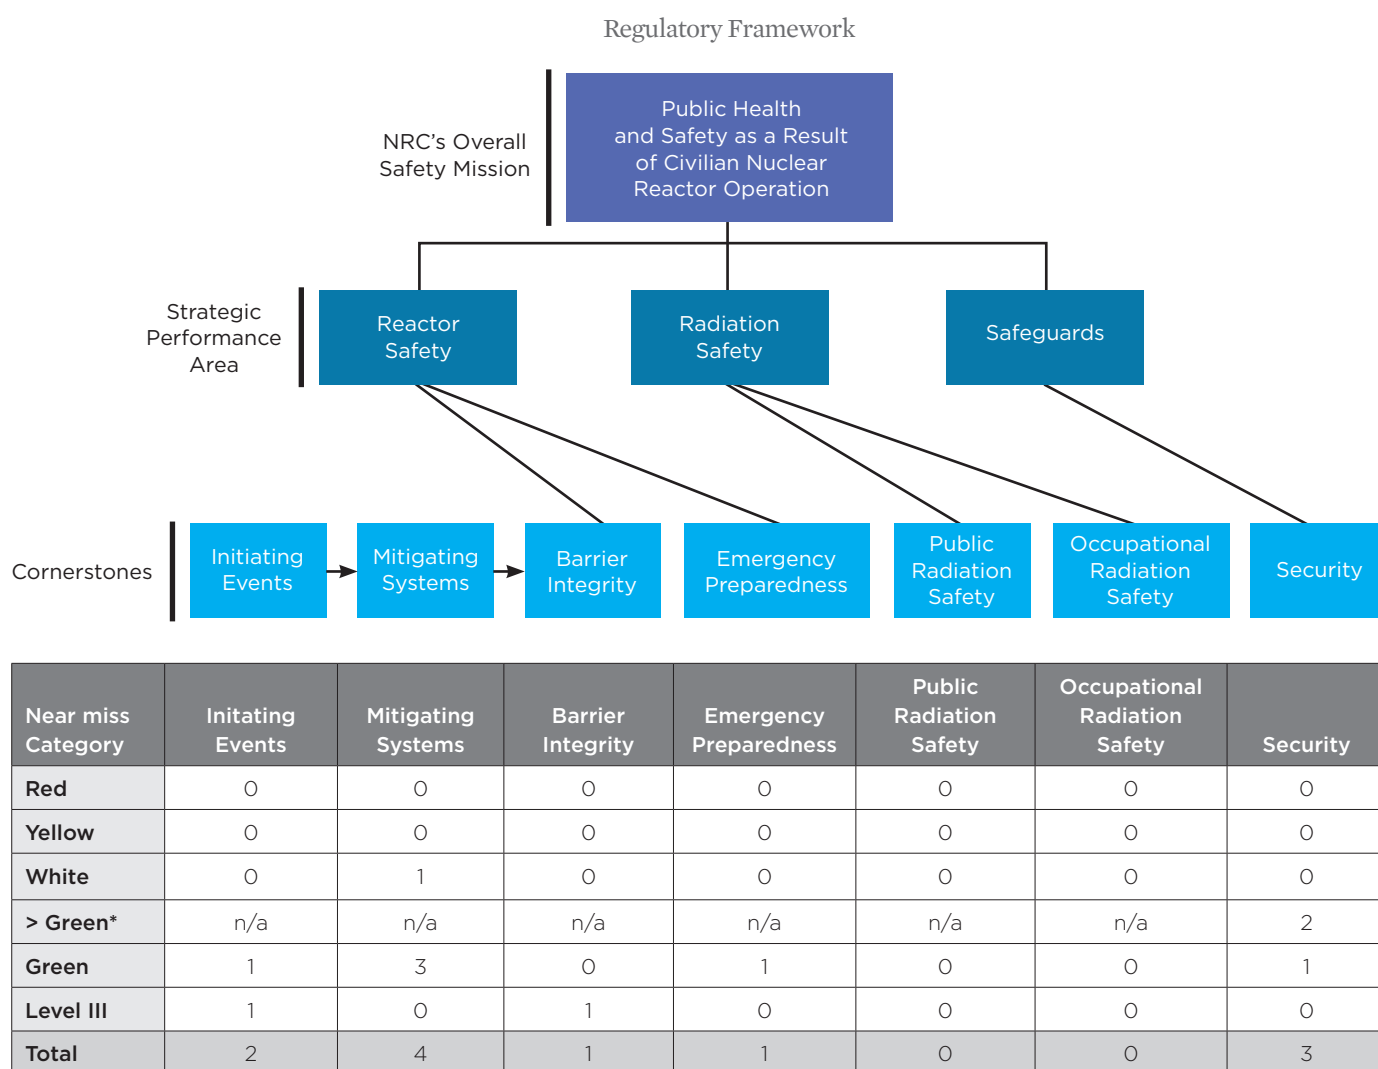 Regulatory Framework
NRC's Overall
Safety Mission
Public Health
and Safety as a Result
of Civilian Nuclear
Reactor Operation
Strategic
Performance
Area
Reactor
Safety
Radiation
Safety
Safeguards
Cornerstones
Initiating
Events
Mitigating
Systems
Barrier
Integrity
Emergency
Preparedness
Public
Radiation
Safety
Occupational
Radiation
Safety
Security
Near miss Category | Initating Events | Mitigating Systems | Barrier Integrity | Emergency Preparedness | Public Radiation Safety | Occupational Radiation Safety | Security
Red 0 0 0 0 0 0 0
Yellow 0 0 0 0 0 0 0
White 0 1 0 0 0 0 0
> Green* n/a n/a n/a n/a n/a n/a 2
Green 1 3 0 1 0 0 1
Level III 1 0 1 0 0 0 0
Total 2 4 1 1 0 0 3